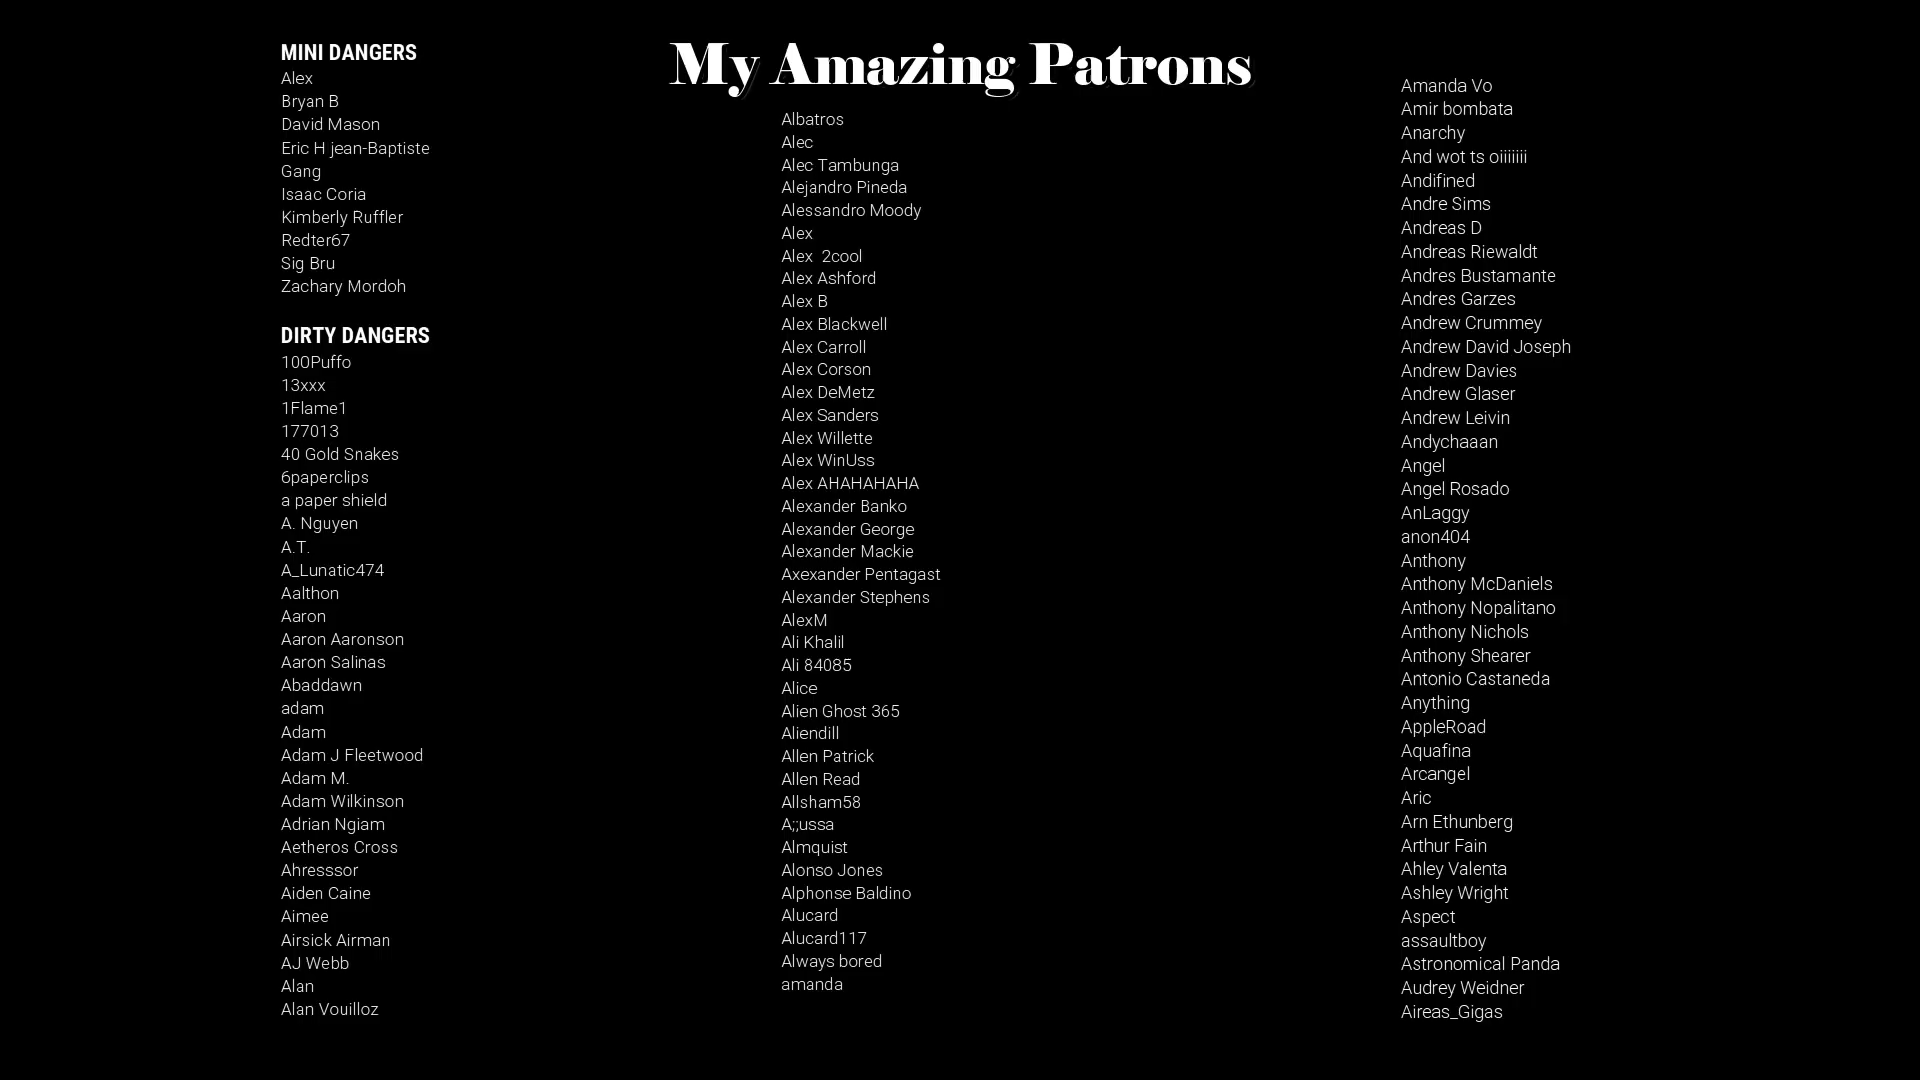 My Amazing Patrons
MINI DANGERS
Alex
Bryan B
David Mason
Eric H jean-Baptiste
Gang
Isaac Coria
Kimberly Ruffler
Redter67
Sig Bru
Zachary Mordoh
DIRTY DANGERS
100Puffo
13xxx
1Flame1
177013
40 Gold Snakes
6paperclips
a paper shield
A. Nguyen
A.T.
A_Lunatic474
Aalthon
Aaron
Aaron Aaronson
Aaron Salinas
Abaddawn
adam
Adam
Adam J Fleetwood
Adam M.
Adam Wilkinson
Adrian Ngiam
Aetheros Cross
Ahresssor
Aiden Caine
Aimee
Airsick Airman
AJ Webb
Alan
Alan Vouilloz
Albatros
Alec
Alec Tambunga
Alejandro Pineda
Alessandro Moody
Alex
Alex  2cool
Alex Ashford
Alex B
Alex Blackwell
Alex Carroll
Alex Corson
Alex DeMetz
Alex Sanders
Alex Willette
Alex WinUss
Alex AHAHAHAHA
Alexander Banko
Alexander George
Alexander Mackie
Axexander Pentagast
Alexander Stephens
AlexM
Ali Khalil
Ali 84085
Alice
Alien Ghost 365
Aliendill
Allen Patrick
Allen Read
Allsham58
A;;ussa
Almquist
Alonso Jones
Alphonse Baldino
Alucard
Alucard117
Always bored
amanda
Amanda Vo
Amir bombata
Anarchy
And wot ts oiiiiiii
Andifined
Andre Sims
Andreas D
Andreas Riewaldt
Andres Bustamante
Andres Garzes
Andrew Crummey
Andrew David Joseph
Andrew Davies
Andrew Glaser
Andrew Leivin
Andychaaan
Angel
Angel Rosado
AnLaggy
anon404
Anthony
Anthony McDaniels
Anthony Nopalitano
Anthony Nichols
Anthony Shearer
Antonio Castaneda
Anything
AppleRoad
Aquafina
Arcangel
Aric
Arn Ethunberg
Arthur Fain
Ahley Valenta
Ashley Wright
Aspect
assaultboy
Astronomical Panda
Audrey Weidner
Aireas_Gigas